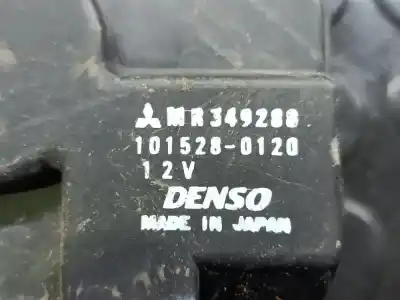 MR349288
101528-0120
12V
DENSO
MADE IN JAPAN